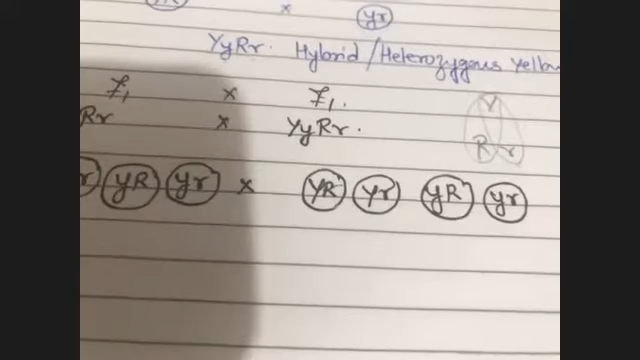 x yr
YyRr. Hybrid / Heterozygous Yellow
F1 x F1.
Rr x YyRr.
Y
R r
r yR yr x YR Yr yR yr